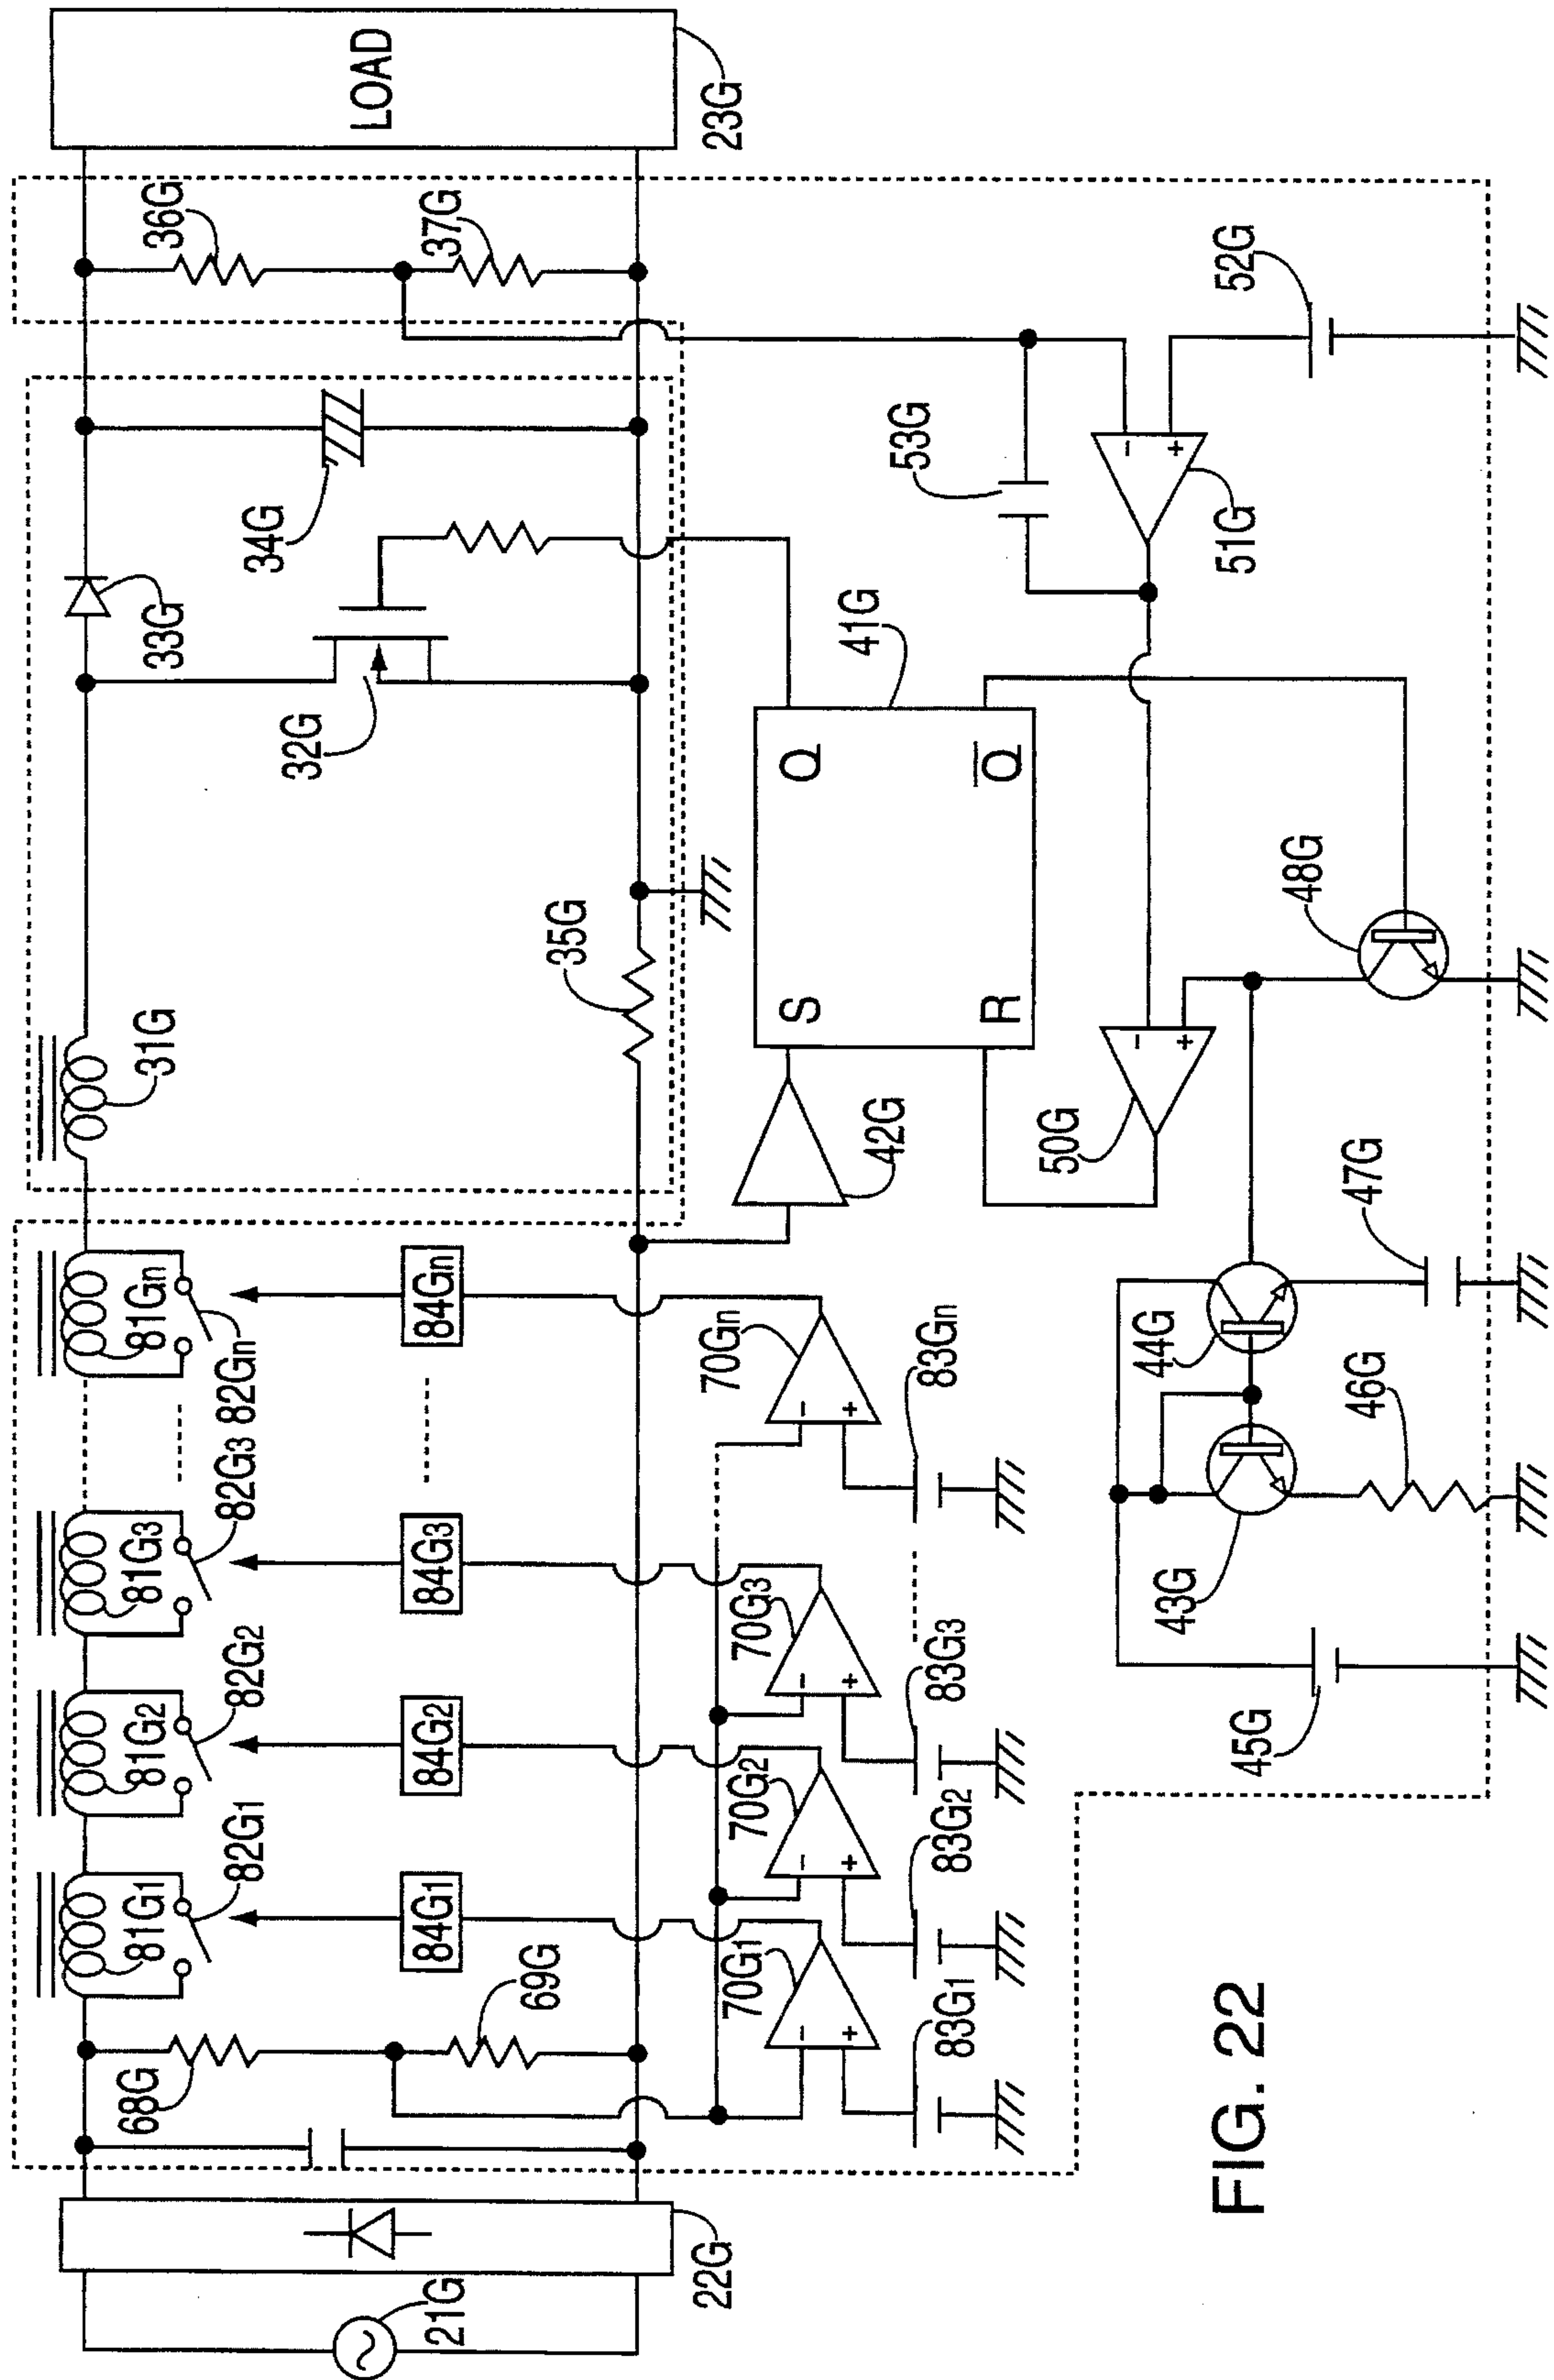 LOAD
23G
36G
37G
52G
34G
53G
51G
33G
32G
41G
Q
Q
48G
35G
S
R
31G
42G
50G
47G
81Gn
84Gn
82Gn
70Gn
83Gn
44G
46G
81G3
82G3
84G3
70G3
83G3
43G
81G2
82G2
84G2
70G2
83G2
45G
81G1
82G1
84G1
70G1
83G1
69G
68G
- +
- +
- +
- +
- +
- +
22G
21G
FIG. 22